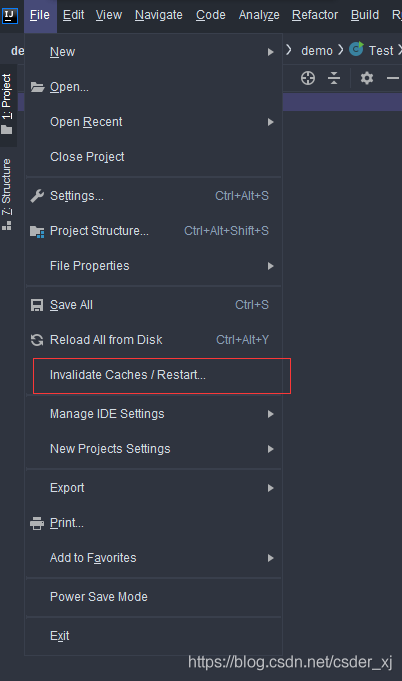 IJ File Edit View Navigate Code Analyze Refactor Build R
de
demo Test
1: Project
7: Structure
New
Open...
Open Recent
Close Project
Settings... Ctrl+Alt+S
Project Structure... Ctrl+Alt+Shift+S
File Properties
Save All Ctrl+S
Reload All from Disk Ctrl+Alt+Y
Invalidate Caches / Restart...
Manage IDE Settings
New Projects Settings
Export
Print...
Add to Favorites
Power Save Mode
Exit
https://blog.csdn.net/csder_xj